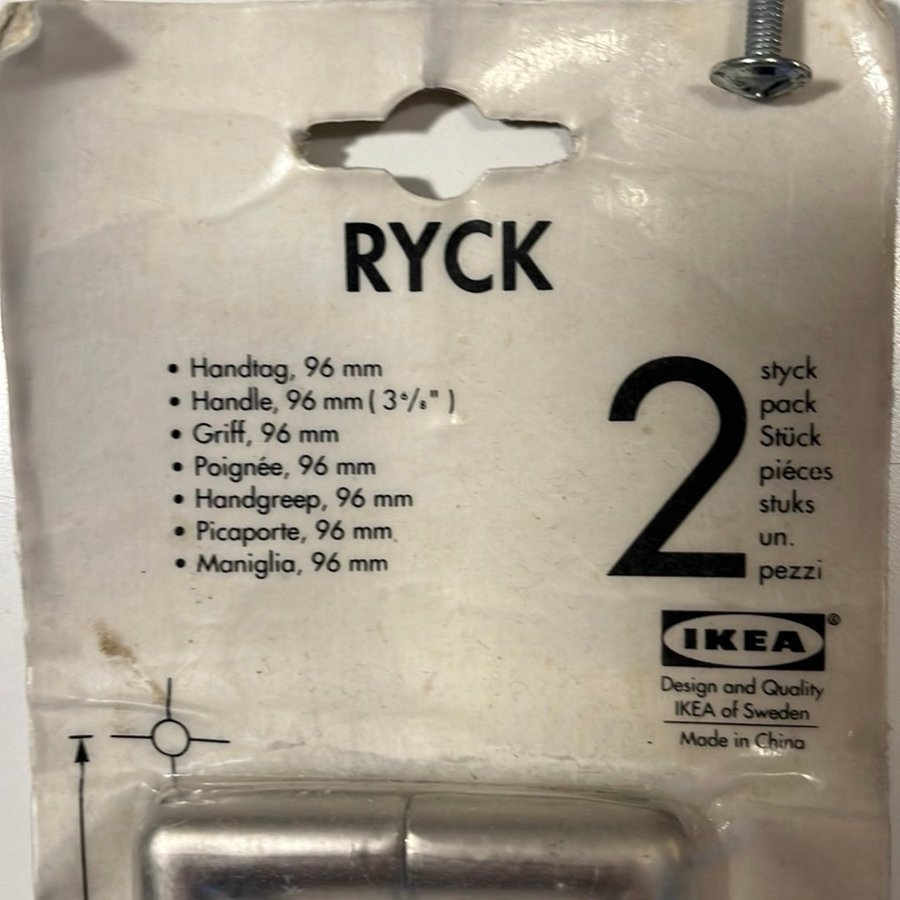 RYCK
• Handtag, 96 mm
• Handle, 96 mm ( 3⁶/₈" )
• Griff, 96 mm
• Poignée, 96 mm
• Handgreep, 96 mm
• Picaporte, 96 mm
• Maniglia, 96 mm
2
styck
pack
Stück
piéces
stuks
un.
pezzi
IKEA®
Design and Quality
IKEA of Sweden
Made in China